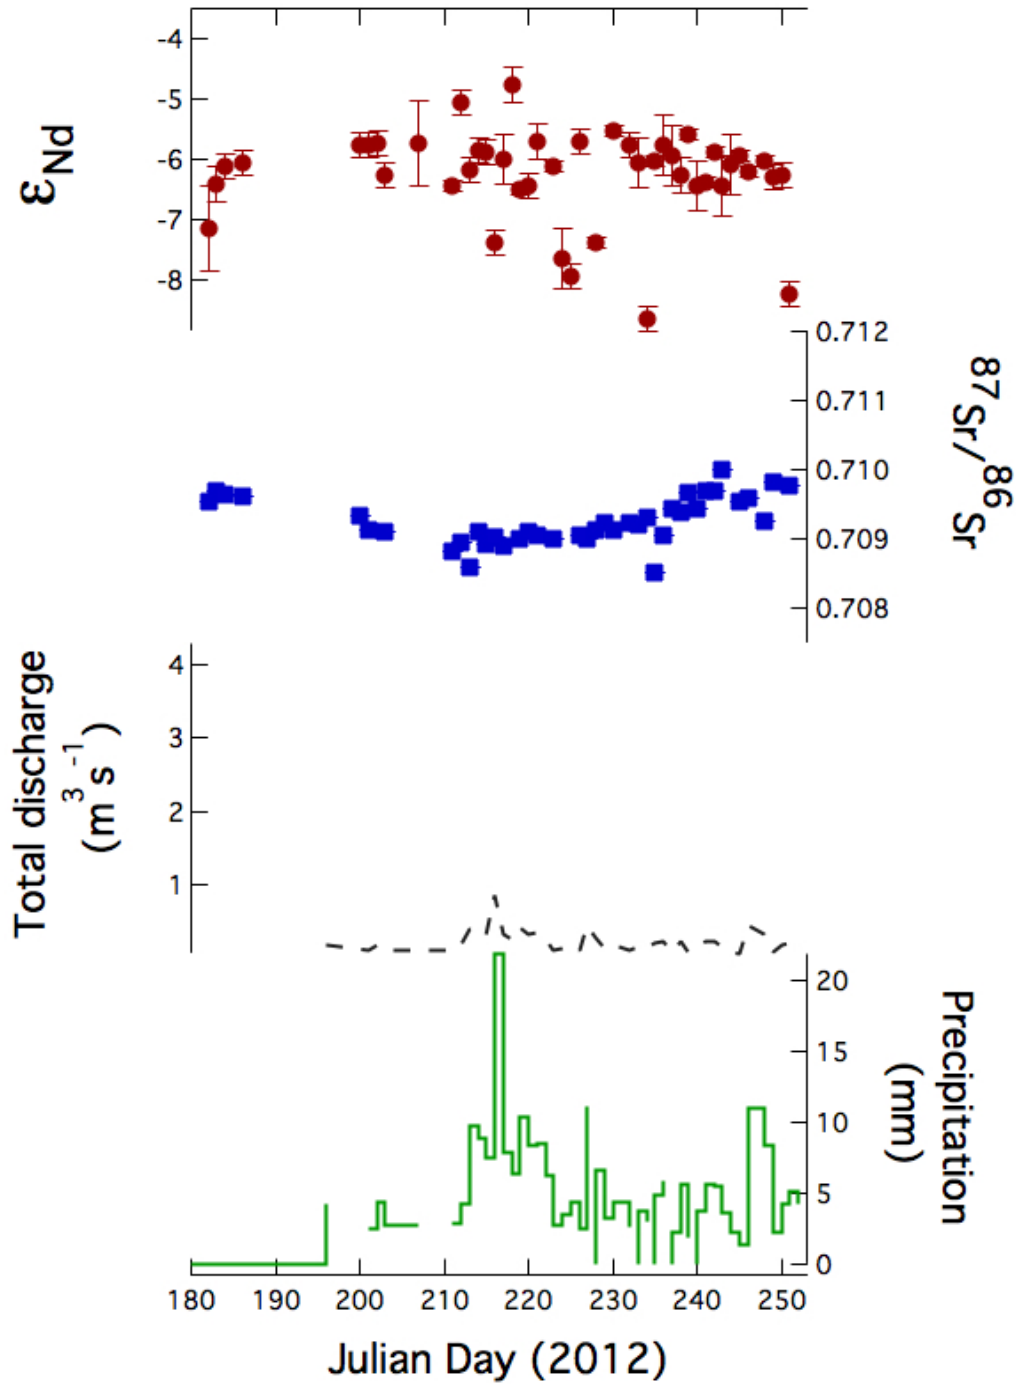 -4
-5
-6
-7
-8
εNd
0.712
0.711
0.710
0.709
0.708
87Sr/86Sr
4
3
2
1
Total discharge
(m3 s-1)
20
15
10
5
0
Precipitation
(mm)
180 190 200 210 220 230 240 250
Julian Day (2012)